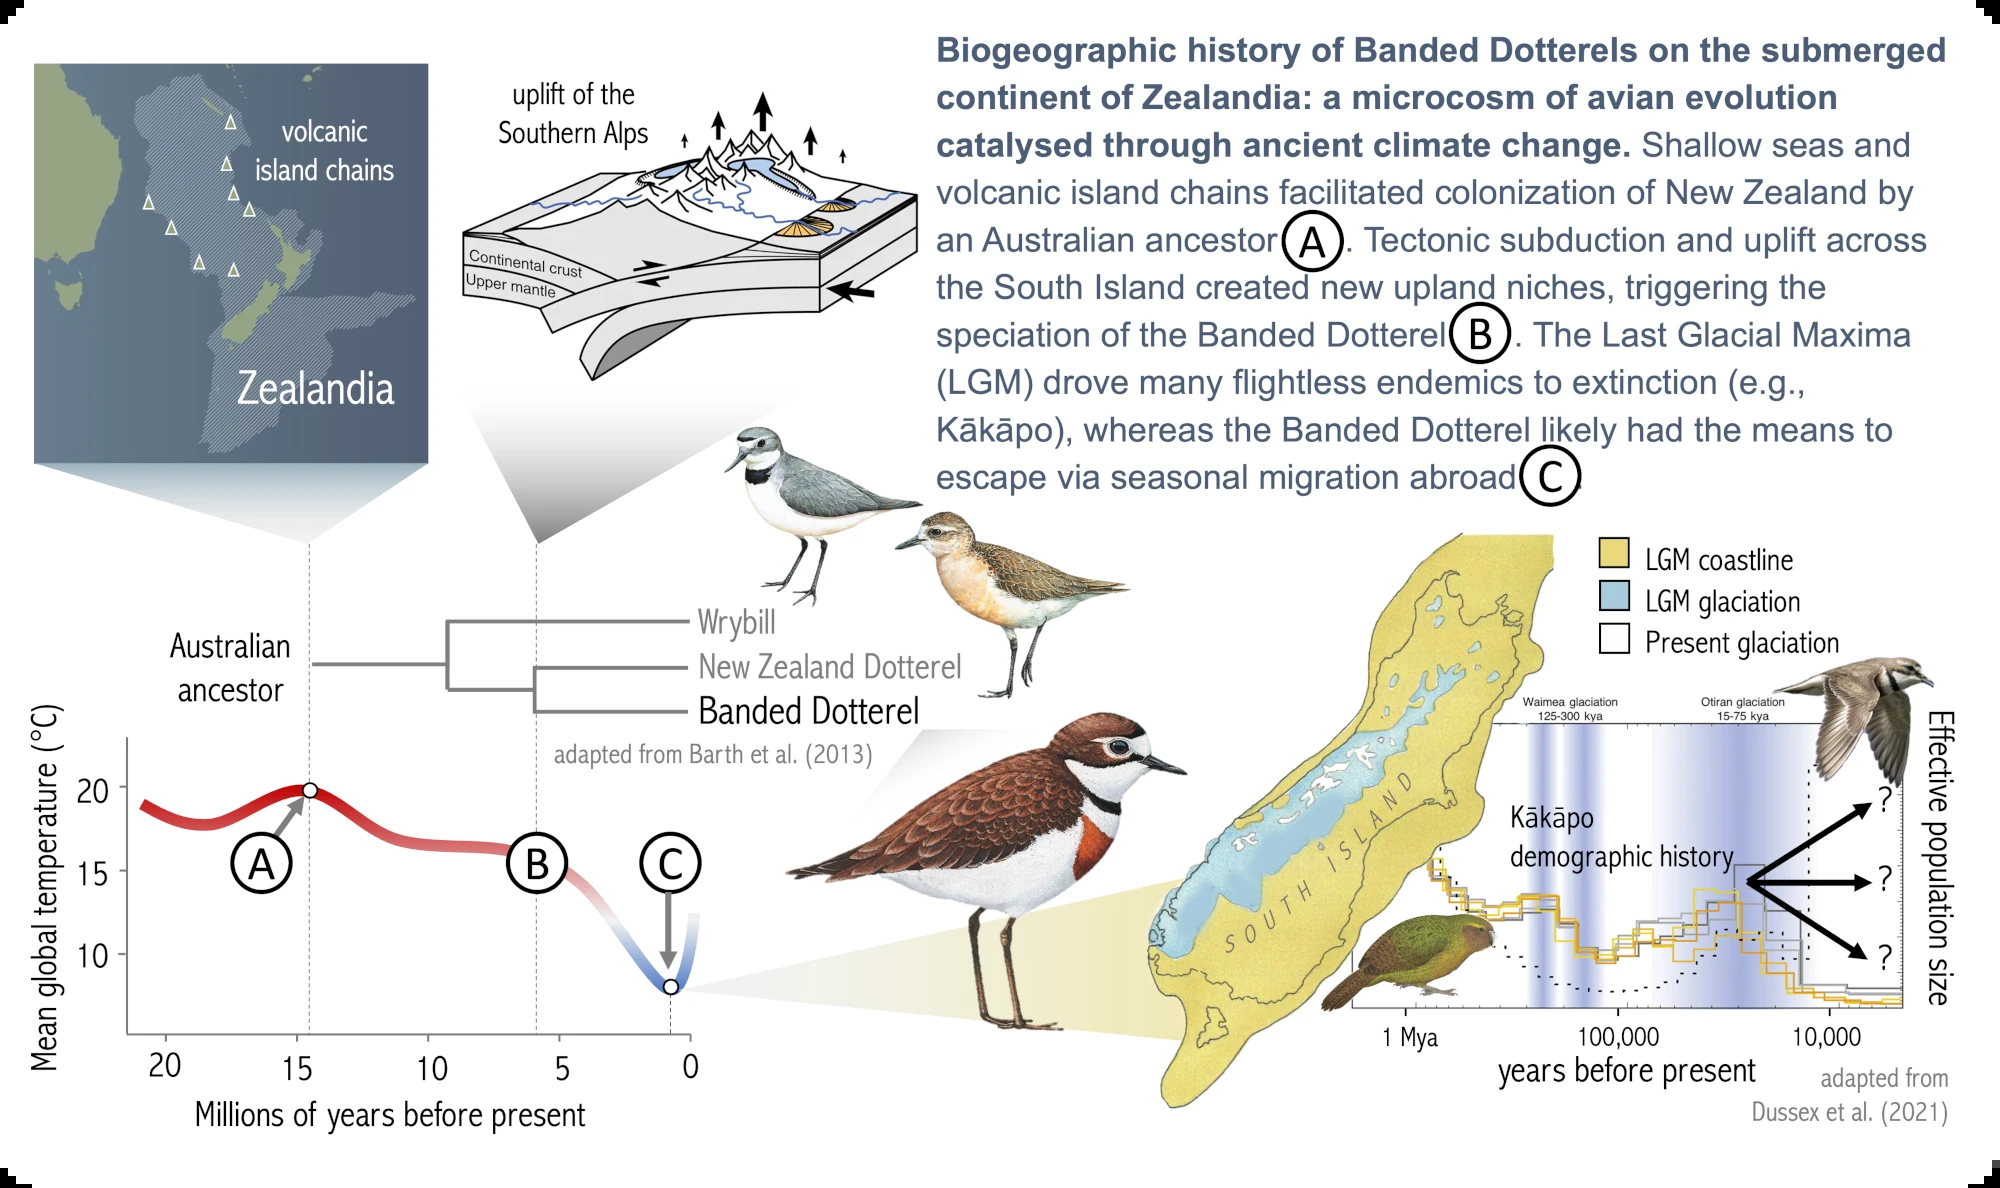 Biogeographic history of Banded Dotterels on the submerged
continent of Zealandia: a microcosm of avian evolution
catalysed through ancient climate change. Shallow seas and
volcanic island chains facilitated colonization of New Zealand by
an Australian ancestor A . Tectonic subduction and uplift across
the South Island created new upland niches, triggering the
speciation of the Banded Dotterel B . The Last Glacial Maxima
(LGM) drove many flightless endemics to extinction (e.g.,
Kākāpo), whereas the Banded Dotterel likely had the means to
escape via seasonal migration abroad C .
volcanic
island chains
Zealandia
uplift of the
Southern Alps
Continental crust
Upper mantle
Australian
ancestor
Wrybill
New Zealand Dotterel
Banded Dotterel
adapted from Barth et al. (2013)
Mean global temperature (°C)
20
15
10
A
B
C
20
15
10
5
0
Millions of years before present
LGM coastline
LGM glaciation
Present glaciation
SOUTH ISLAND
Waimea glaciation
125-300 kya
Otiran glaciation
15-75 kya
Kākāpo
demographic history
?
?
?
Effective population size
1 Mya
100,000
10,000
years before present
adapted from
Dussex et al. (2021)